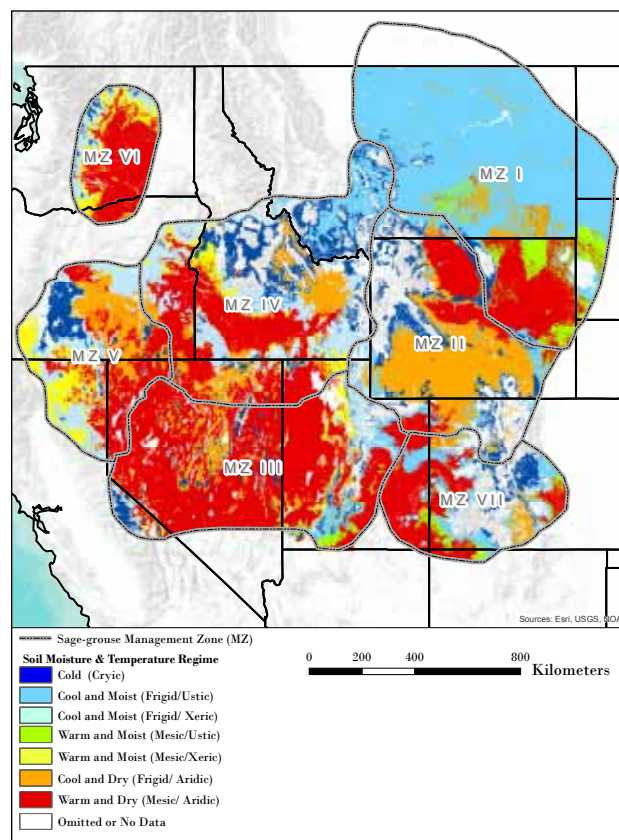 MZ VI
MZ I
MZ IV
MZ V
MZ II
MZ III
MZ VII
Sources: Esri, USGS, NOA
Sage-grouse Management Zone (MZ)
Soil Moisture & Temperature Regime
Cold (Cryic)
Cool and Moist (Frigid/Ustic)
Cool and Moist (Frigid/ Xeric)
Warm and Moist (Mesic/Ustic)
Warm and Moist (Mesic/Xeric)
Cool and Dry (Frigid/ Aridic)
Warm and Dry (Mesic/ Aridic)
Omitted or No Data
0 200 400 800
Kilometers